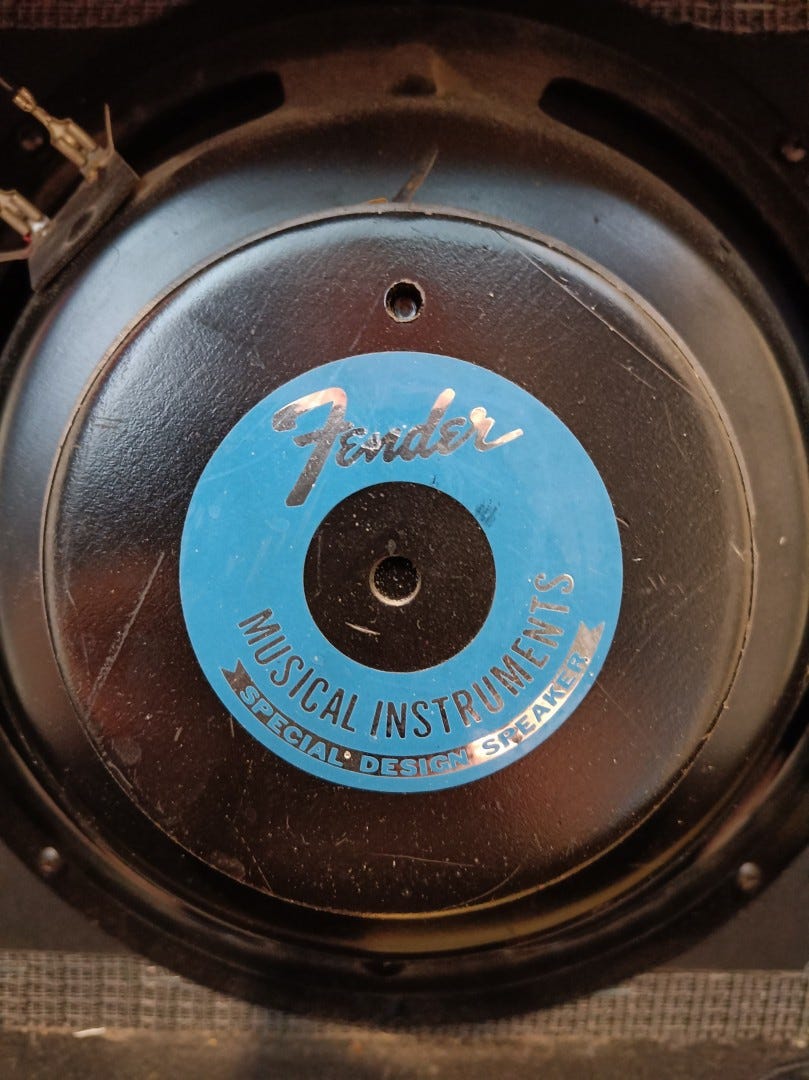 Fender
MUSICAL INSTRUMENTS
SPECIAL DESIGN SPEAKER